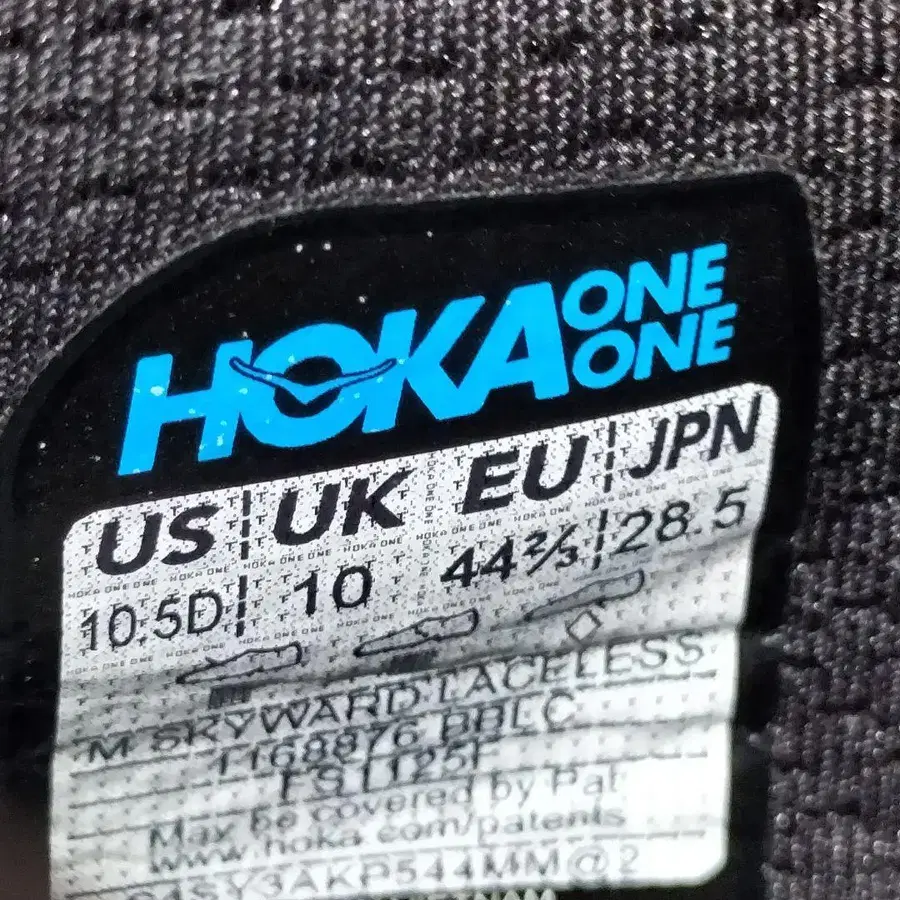 HOKA ONE ONE
US UK EU JPN
10.5D 10 44⅔ 28.5
M SKYWARD LACELESS
1168876 BBLC
FS1125F
May be covered by Pat
www.hoka.com/patents